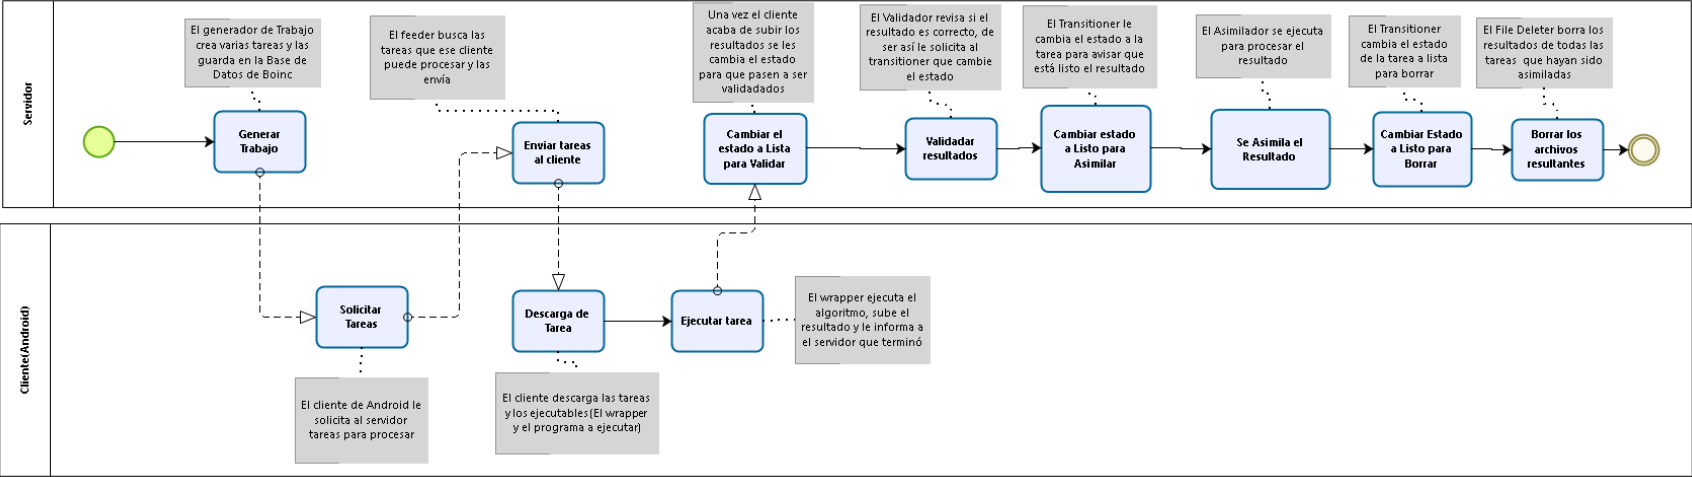 Servidor
El generador de Trabajo
crea varias tareas y las
guarda en la Base de
Datos de Boinc
El feeder busca las
tareas que ese cliente
puede procesar y las
envía
Una vez el cliente
acaba de subir los
resultados se les
cambia el estado
para que pasen a ser
validadados
El Validador revisa si el
resultado es correcto, de
ser así le solicita al
transitioner que cambie
el estado
El Transitioner le
cambia el estado a la
tarea para avisar que
está listo el resultado
El Asimilador se ejecuta
para procesar el
resultado
El Transitioner
cambia el estado
de la tarea a lista
para borrar
El File Deleter borra los
resultados de todas las
tareas que hayan sido
asimiladas
Generar
Trabajo
Enviar tareas
al cliente
Cambiar el
estado a Lista
para Validar
Validadar
resultados
Cambiar estado
a Listo para
Asimilar
Se Asimila el
Resultado
Cambiar Estado
a Listo para
Borrar
Borrar los
archivos
resultantes
Cliente(Android)
Solicitar
Tareas
Descarga de
Tarea
Ejecutar tarea
El wrapper ejecuta el
algoritmo, sube el
resultado y le informa a
el servidor que terminó
El cliente de Android le
solicita al servidor
tareas para procesar
El cliente descarga las tareas
y los ejecutables(El wrapper
y el programa a ejecutar)